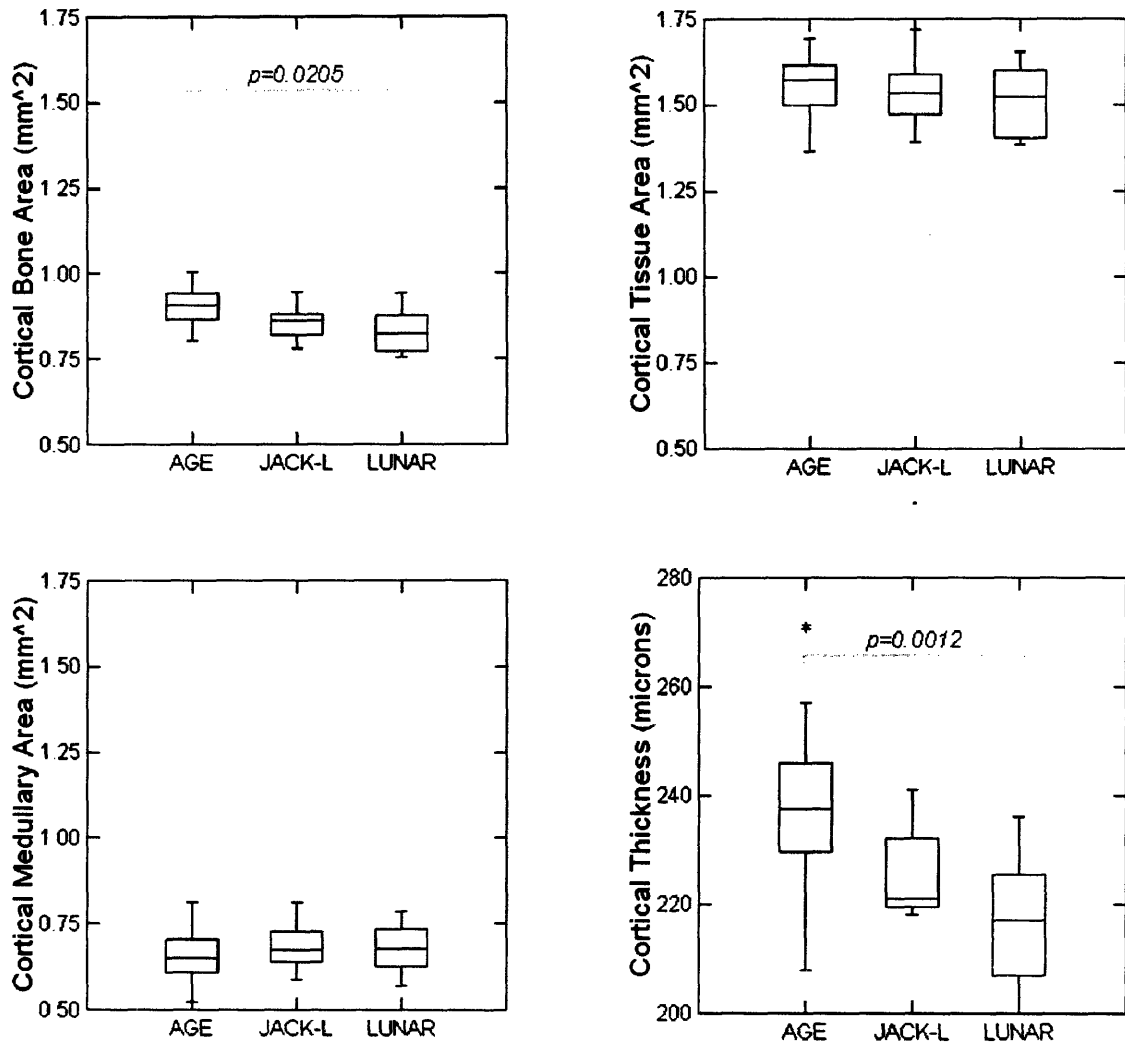 Cortical Bone Area (mm^2)
1.75
1.50
1.25
1.00
0.75
0.50
p=0.0205
AGE JACK-L LUNAR
Cortical Tissue Area (mm^2)
1.75
1.50
1.25
1.00
0.75
0.50
AGE JACK-L LUNAR
Cortical Medullary Area (mm^2)
1.75
1.50
1.25
1.00
0.75
0.50
AGE JACK-L LUNAR
Cortical Thickness (microns)
280
260
240
220
200
*
p=0.0012
AGE JACK-L LUNAR